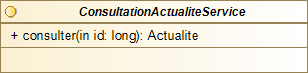 ConsultationActualiteService
+ consulter(in id: long): Actualite